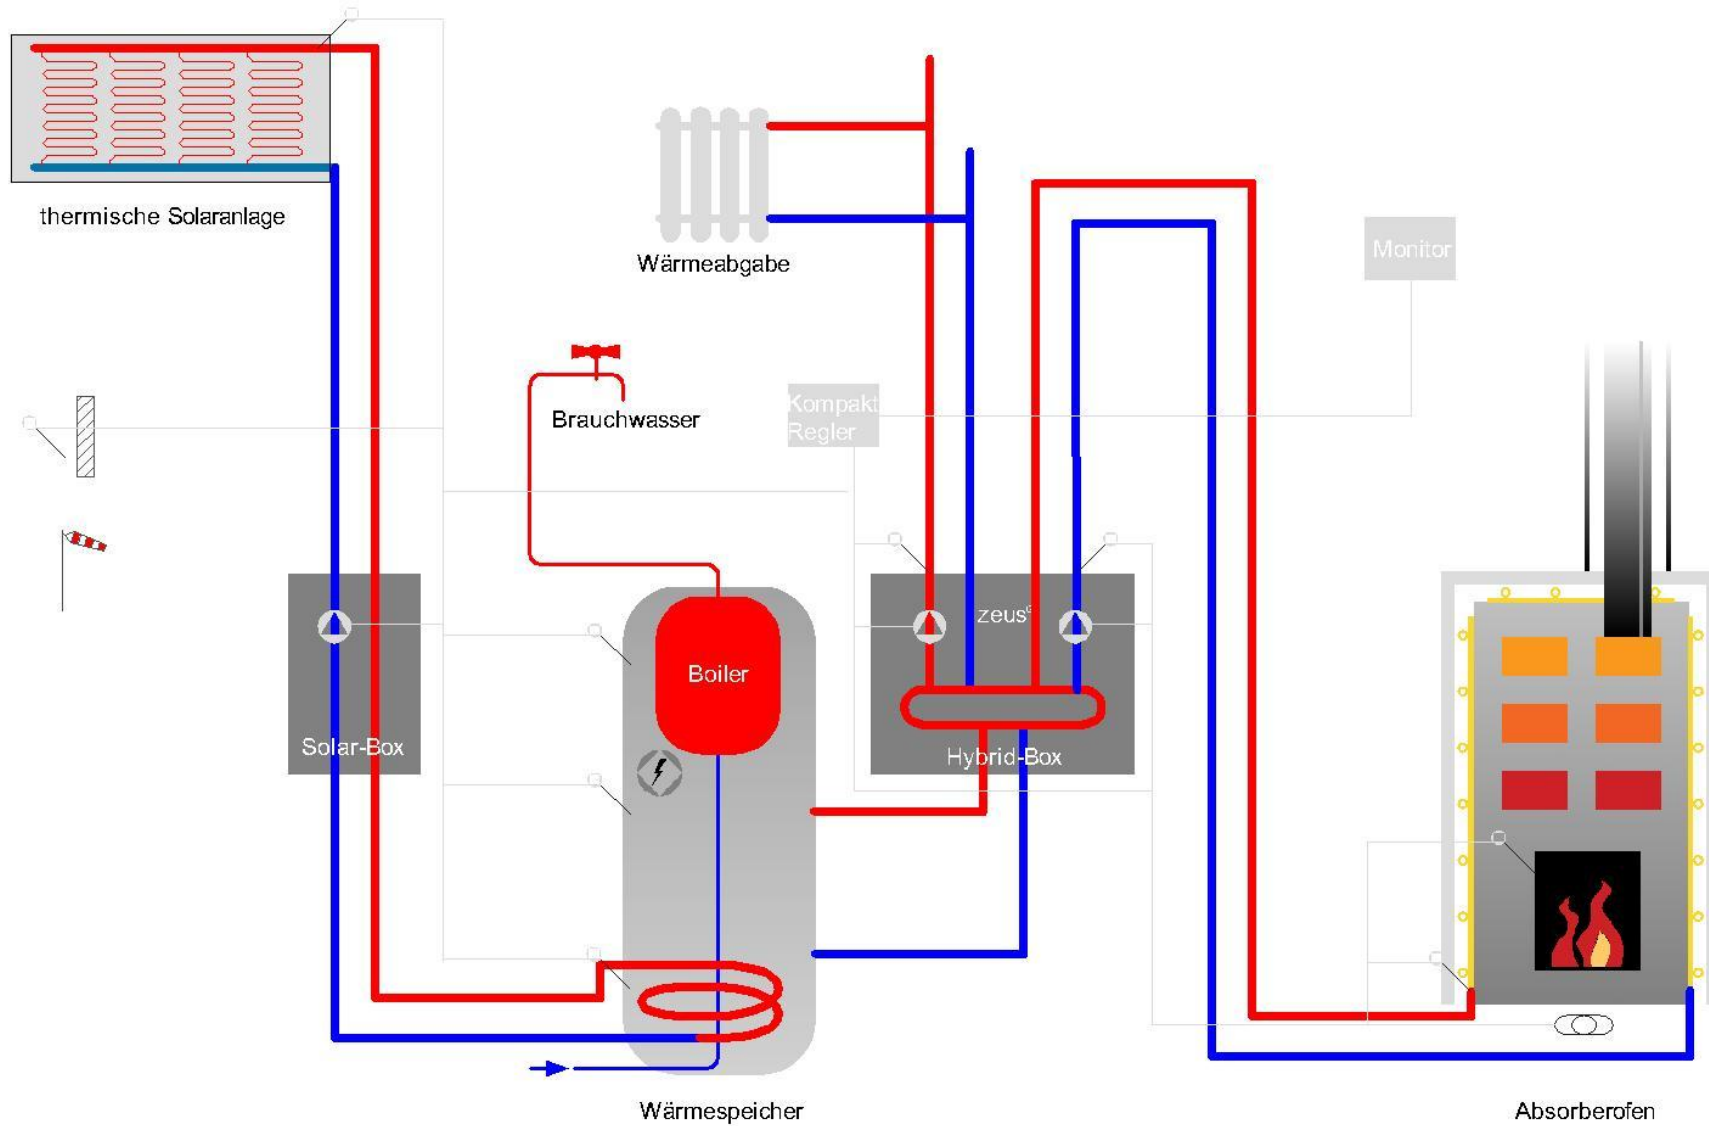 thermische Solaranlage
Wärmeabgabe
Monitor
Brauchwasser
Kompakt
Regler
zeus
Boiler
Solar-Box
Hybrid-Box
Wärmespeicher
Absorberofen